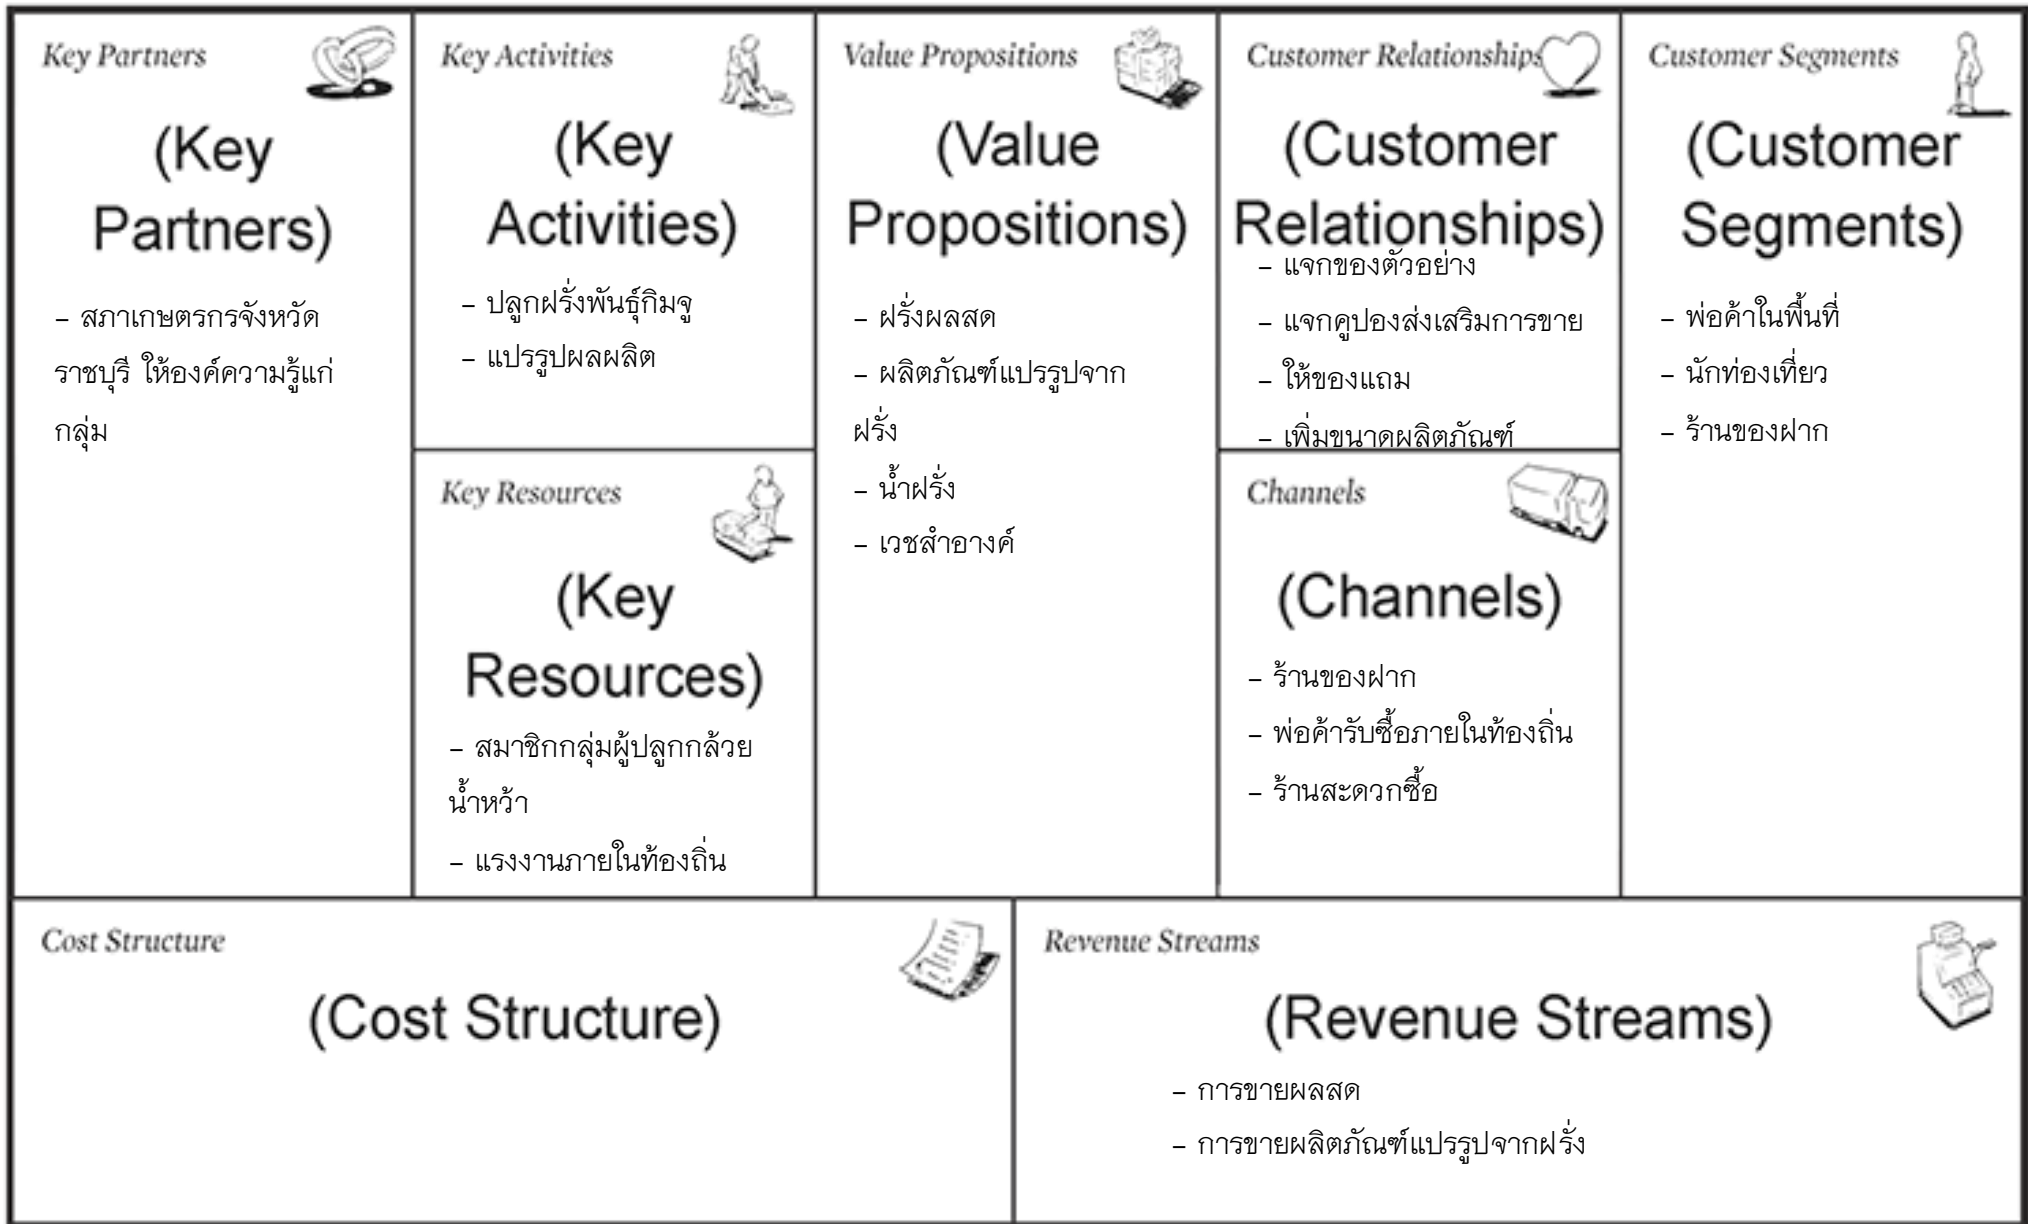 Key Partners
(Key
Partners)
– สภาเกษตรกรจังหวัด
ราชบุรี ให้องค์ความรู้แก่
กลุ่ม
Key Activities
(Key
Activities)
– ปลูกฝรั่งพันธุ์กิมจู
– แปรรูปผลผลิต
Key Resources
(Key
Resources)
– สมาชิกกลุ่มผู้ปลูกกล้วย
น้ำหว้า
– แรงงานภายในท้องถิ่น
Value Propositions
(Value
Propositions)
– ฝรั่งผลสด
– ผลิตภัณฑ์แปรรูปจาก
ฝรั่ง
– น้ำฝรั่ง
– เวชสำอางค์
Customer Relationships
(Customer
Relationships)
– แจกของตัวอย่าง
– แจกคูปองส่งเสริมการขาย
– ให้ของแถม
– เพิ่มขนาดผลิตภัณฑ์
Channels
(Channels)
– ร้านของฝาก
– พ่อค้ารับซื้อภายในท้องถิ่น
– ร้านสะดวกซื้อ
Customer Segments
(Customer
Segments)
– พ่อค้าในพื้นที่
– นักท่องเที่ยว
– ร้านของฝาก
Cost Structure
(Cost Structure)
Revenue Streams
(Revenue Streams)
– การขายผลสด
– การขายผลิตภัณฑ์แปรรูปจากฝรั่ง